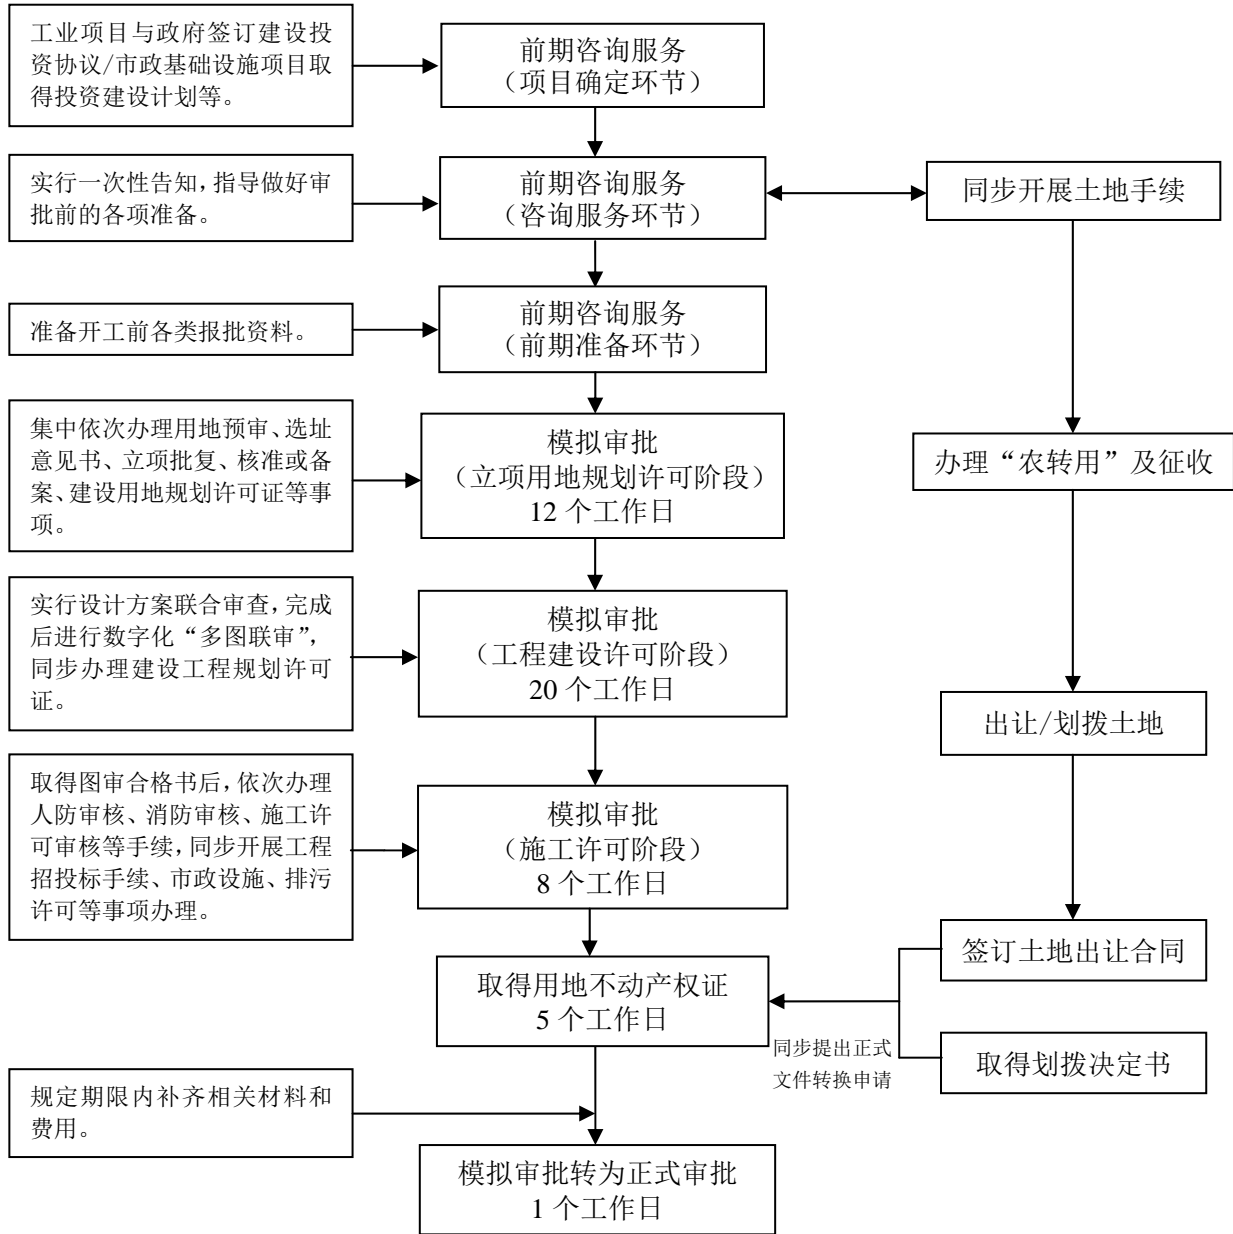 工业项目与政府签订建设投
资协议/市政基础设施项目取
得投资建设计划等。
前期咨询服务
（项目确定环节）
实行一次性告知，指导做好审
批前的各项准备。
前期咨询服务
（咨询服务环节）
同步开展土地手续
准备开工前各类报批资料。
前期咨询服务
（前期准备环节）
集中依次办理用地预审、选址
意见书、立项批复、核准或备
案、建设用地规划许可证等事
项。
模拟审批
（立项用地规划许可阶段）
12 个工作日
办理“农转用”及征收
实行设计方案联合审查，完成
后进行数字化“多图联审”，
同步办理建设工程规划许可
证。
模拟审批
（工程建设许可阶段）
20 个工作日
出让/划拨土地
取得图审合格书后，依次办理
人防审核、消防审核、施工许
可审核等手续，同步开展工程
招投标手续、市政设施、排污
许可等事项办理。
模拟审批
（施工许可阶段）
8 个工作日
签订土地出让合同
取得用地不动产权证
5 个工作日
同步提出正式
文件转换申请
取得划拨决定书
规定期限内补齐相关材料和
费用。
模拟审批转为正式审批
1 个工作日